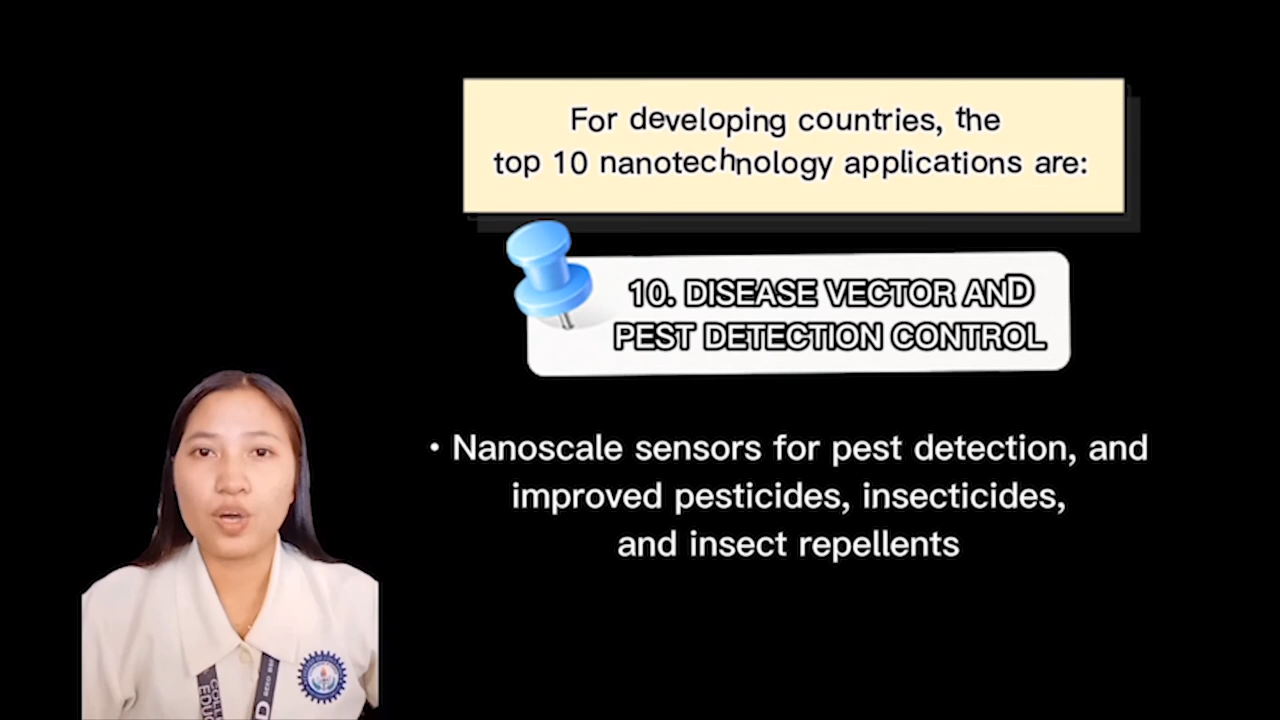 For developing countries, the
top 10 nanotechnology applications are:
10. DISEASE VECTOR AND
PEST DETECTION CONTROL
• Nanoscale sensors for pest detection, and
improved pesticides, insecticides,
and insect repellents